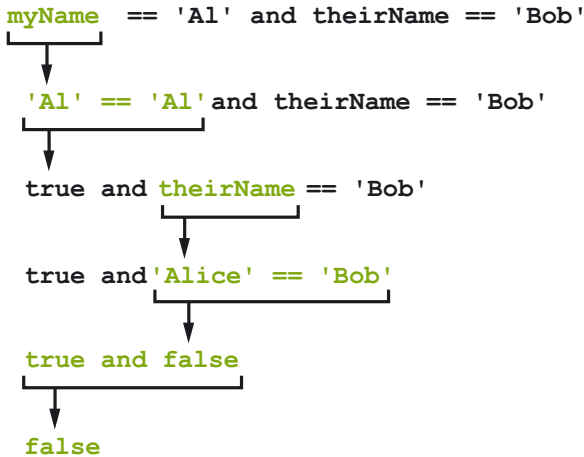 myName == 'Al' and theirName == 'Bob'
'Al' == 'Al' and theirName == 'Bob'
true and theirName == 'Bob'
true and 'Alice' == 'Bob'
true and false
false